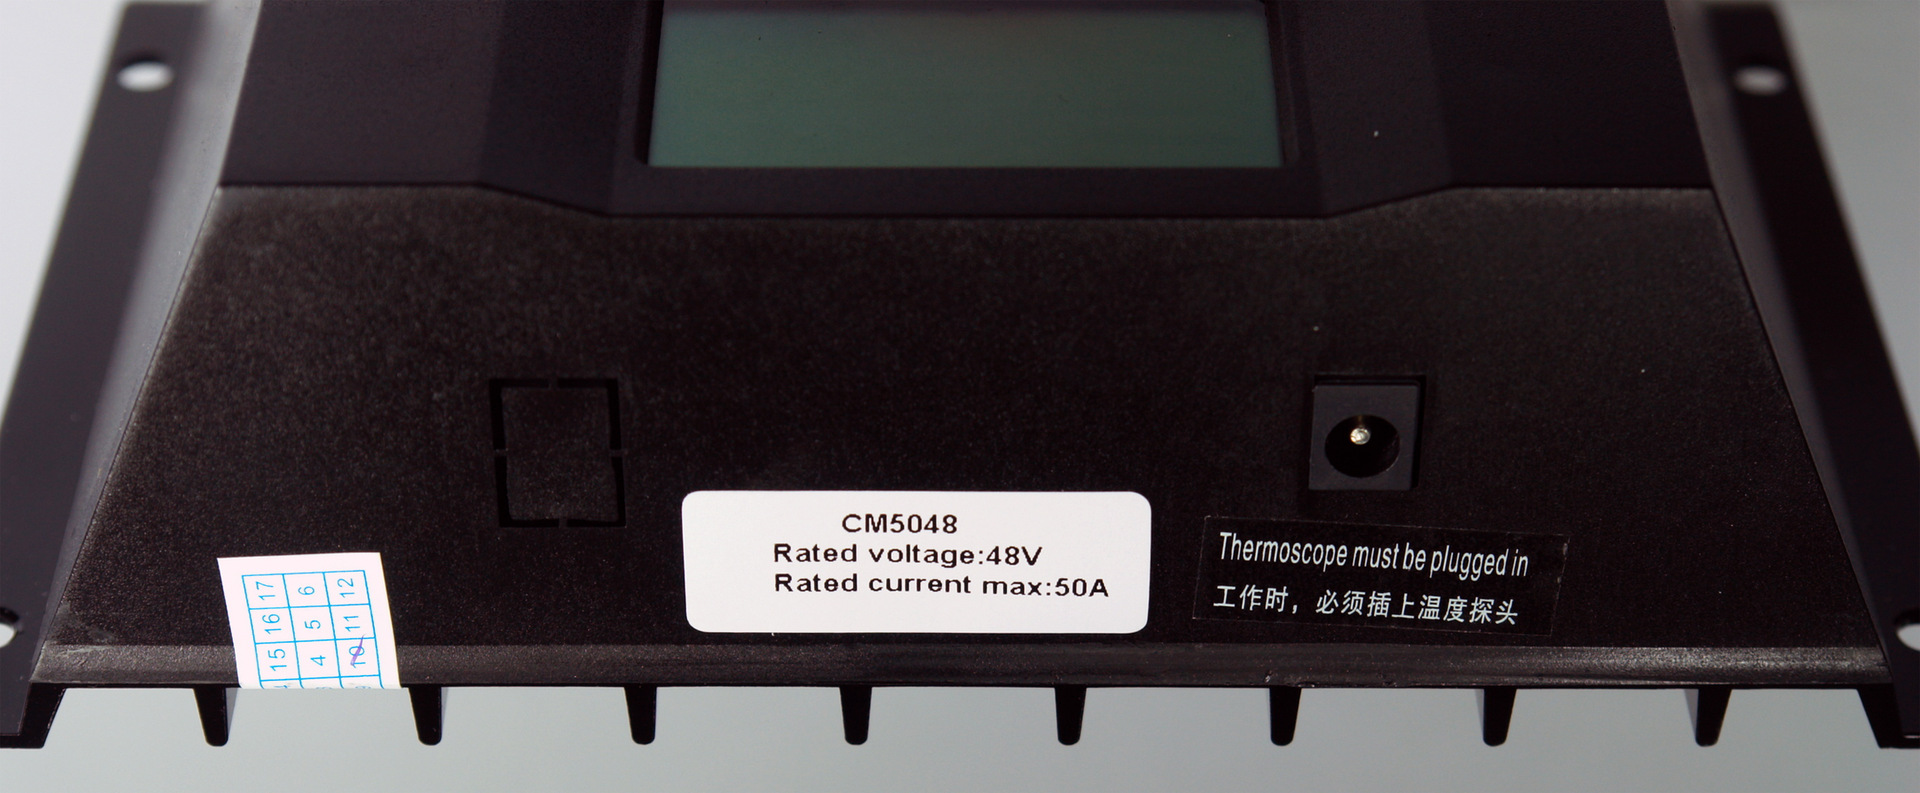 CM5048
Rated voltage:48V
Rated current max:50A
Thermoscope must be plugged in
工作时，必须插上温度探头
17 6 12
16 5 11
15 4 10